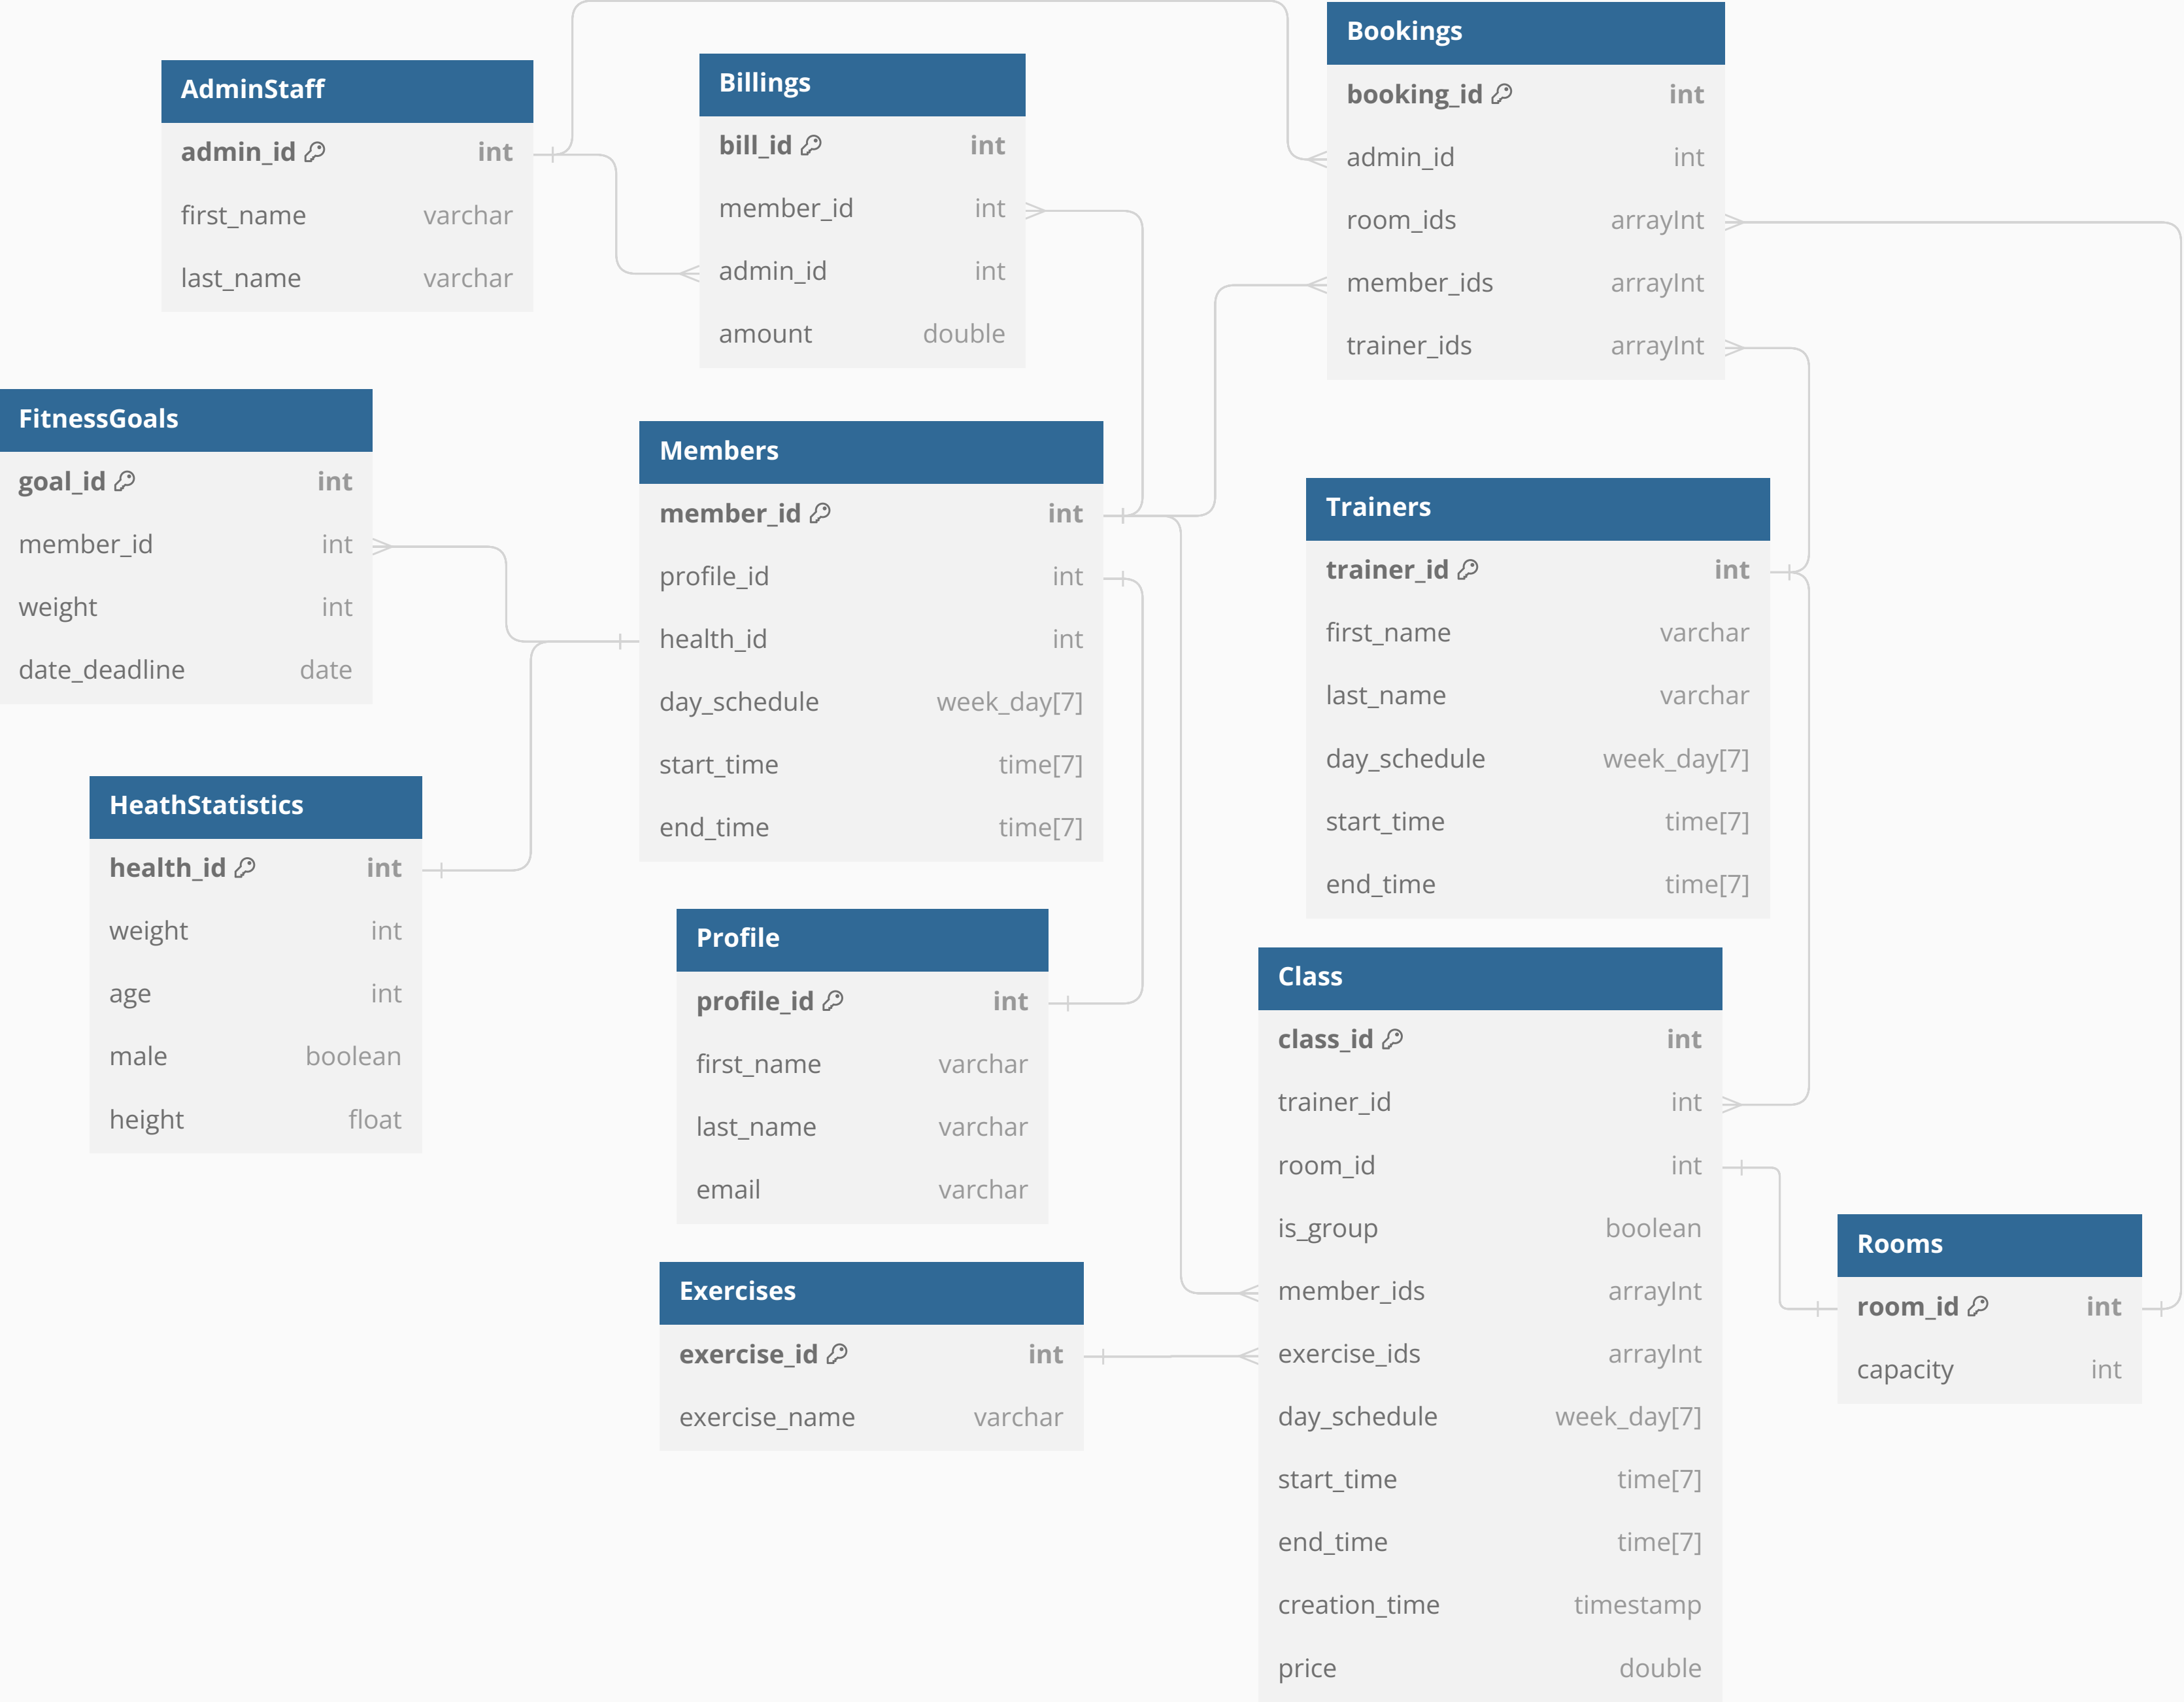 AdminStaff
admin_id int
first_name varchar
last_name varchar
Billings
bill_id int
member_id int
admin_id int
amount double
Bookings
booking_id int
admin_id int
room_ids arrayInt
member_ids arrayInt
trainer_ids arrayInt
FitnessGoals
goal_id int
member_id int
weight int
date_deadline date
Members
member_id int
profile_id int
health_id int
day_schedule week_day[7]
start_time time[7]
end_time time[7]
Trainers
trainer_id int
first_name varchar
last_name varchar
day_schedule week_day[7]
start_time time[7]
end_time time[7]
HeathStatistics
health_id int
weight int
age int
male boolean
height float
Profile
profile_id int
first_name varchar
last_name varchar
email varchar
Class
class_id int
trainer_id int
room_id int
is_group boolean
member_ids arrayInt
exercise_ids arrayInt
day_schedule week_day[7]
start_time time[7]
end_time time[7]
creation_time timestamp
price double
Rooms
room_id int
capacity int
Exercises
exercise_id int
exercise_name varchar